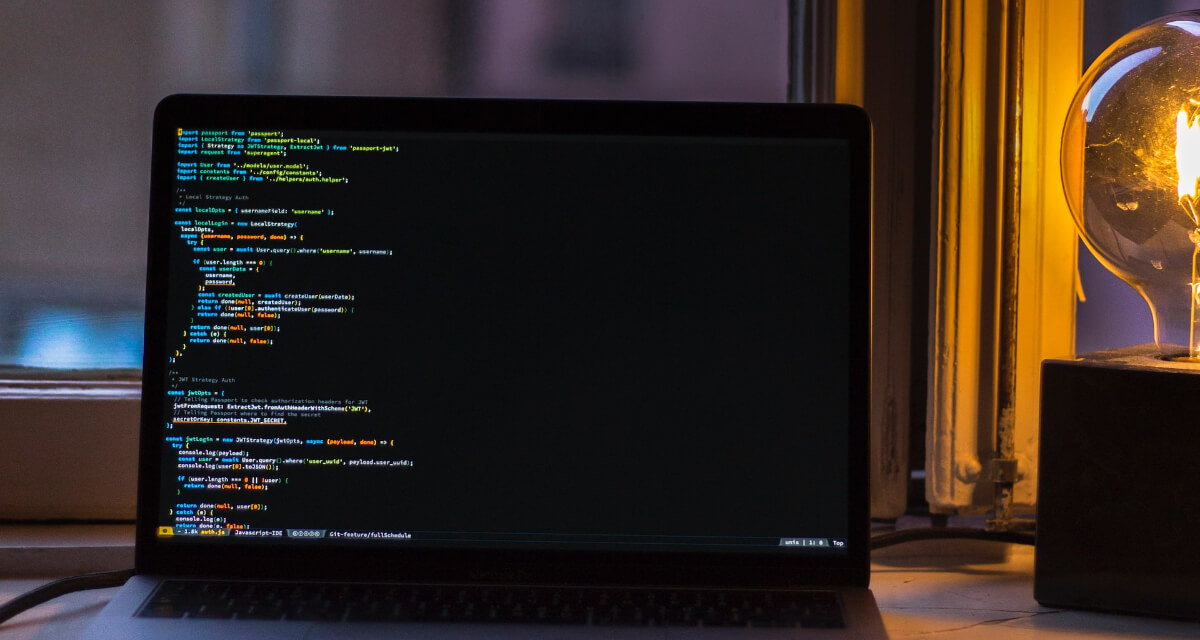 import passport from 'passport';
import LocalStrategy from 'passport-local';
import { Strategy as JWTStrategy, ExtractJwt } from 'passport-jwt';
import request from 'superagent';
import User from '../models/user.model';
import constants from '../config/constants';
import { createUser } from '../helpers/auth.helper';
/**
* Local Strategy Auth
*/
const localOpts = { usernameField: 'username' };
const localLogin = new LocalStrategy(
localOpts,
async (username, password, done) => {
try {
const user = await User.query().where('username', username);
if (user.length === 0) {
const userData = {
username,
password,
};
const createdUser = await createUser(userData);
return done(null, createdUser);
} else if (!user[0].authenticateUser(password)) {
return done(null, false);
}
return done(null, user[0]);
} catch (e) {
return done(null, false);
}
},
);
/**
* JWT Strategy Auth
*/
const jwtOpts = {
// Telling Passport to check authorization headers for JWT
jwtFromRequest: ExtractJwt.fromAuthHeaderWithScheme('JWT'),
// Telling Passport where to find the secret
secretOrKey: constants.JWT_SECRET,
};
const jwtLogin = new JWTStrategy(jwtOpts, async (payload, done) => {
try {
console.log(payload);
const user = await User.query().where('user_uuid', payload.user_uuid);
console.log(user[0].toJSON());
if (user.length === 0 || !user) {
return done(null, false);
}
return done(null, user[0]);
} catch (e) {
console.log(e);
return done(e, false);
- 1.8k auth.js Javascript-IDE Git-feature/fullSchedule unix | 1: 0 Top